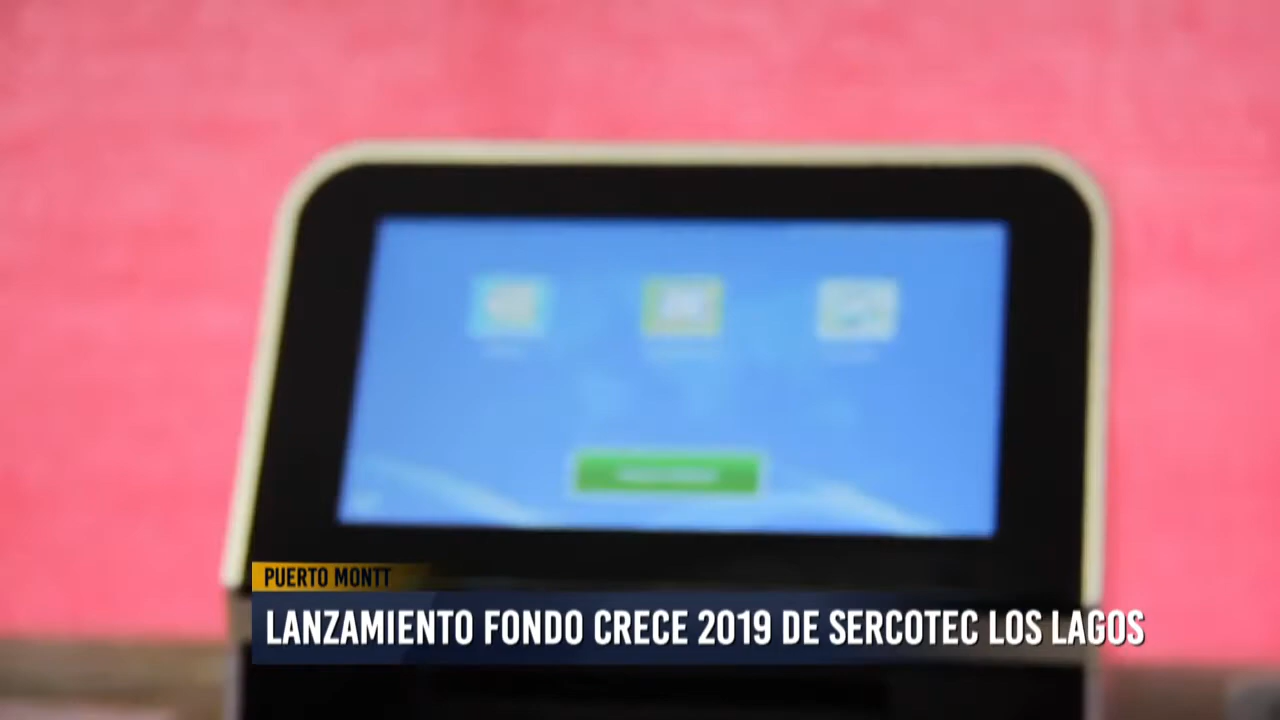 PUERTO MONTT
LANZAMIENTO FONDO CRECE 2019 DE SERCOTEC LOS LAGOS